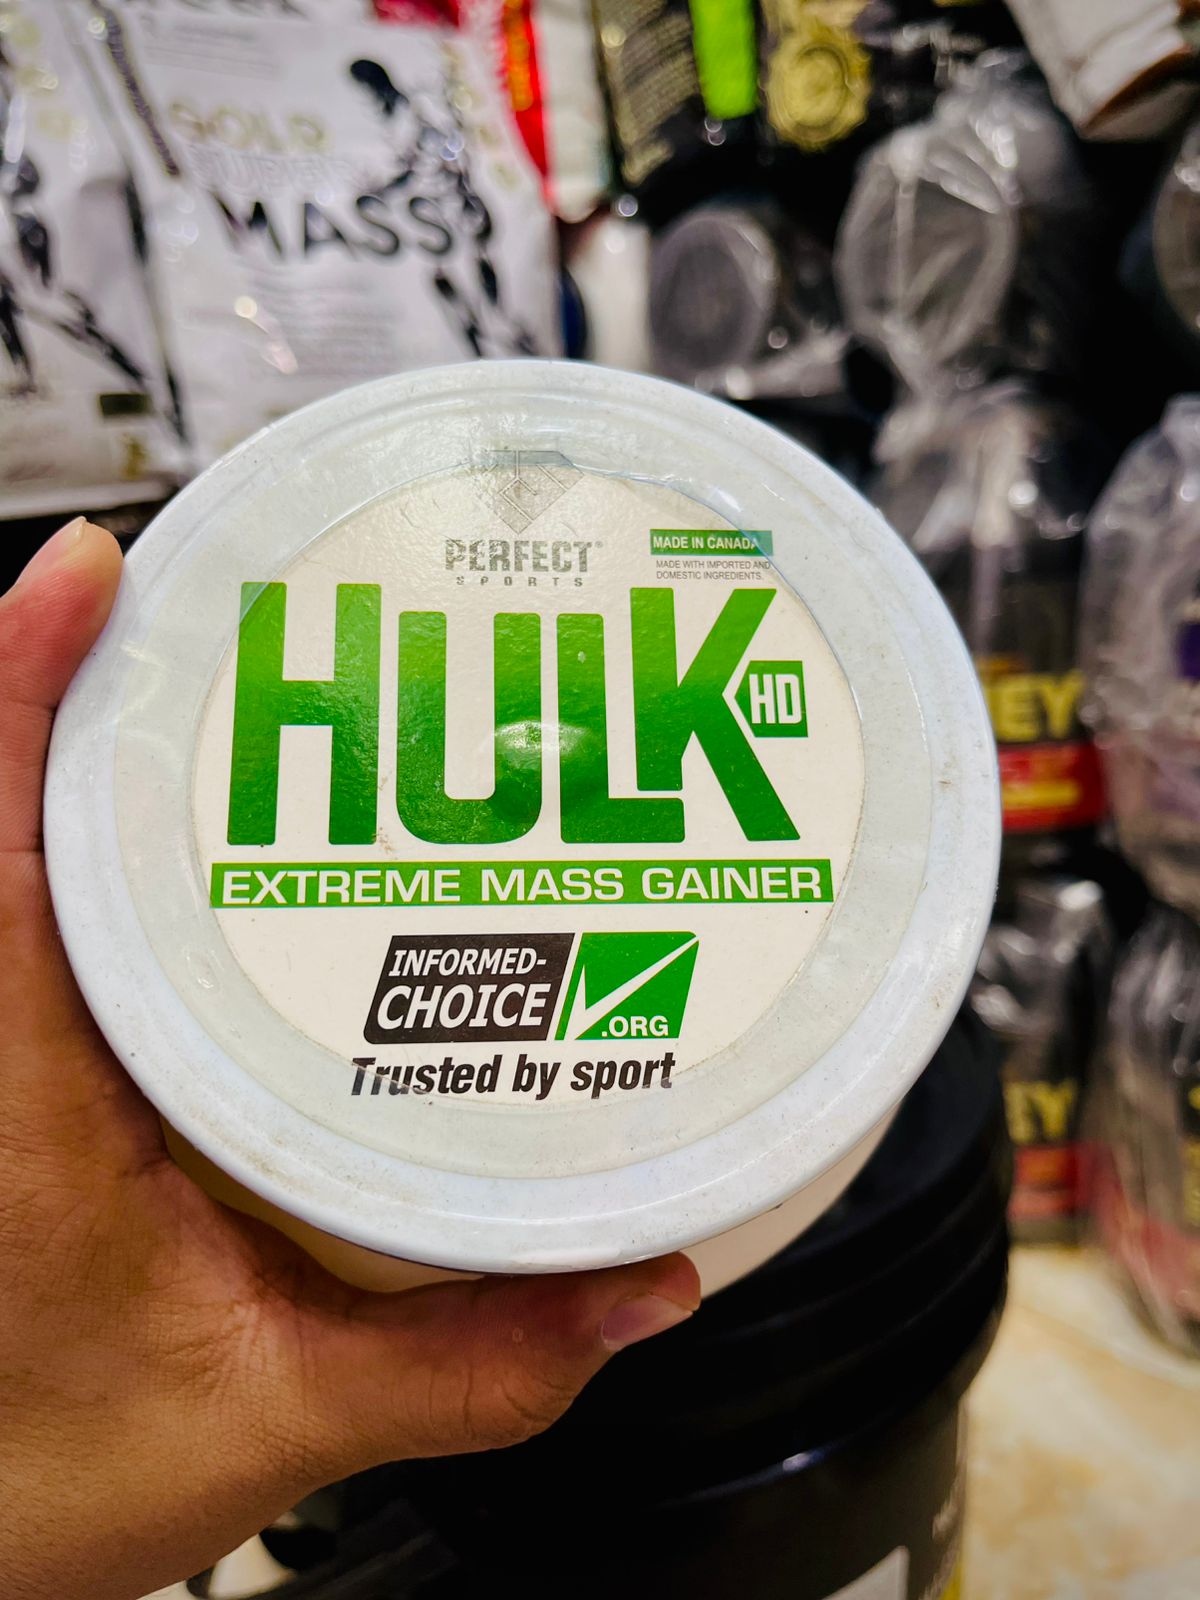 GOLD
MASS
PERFECT
SPORTS
MADE IN CANADA
MADE WITH IMPORTED AND
DOMESTIC INGREDIENTS.
HULK
HD
EXTREME MASS GAINER
INFORMED-
CHOICE
.ORG
Trusted by sport